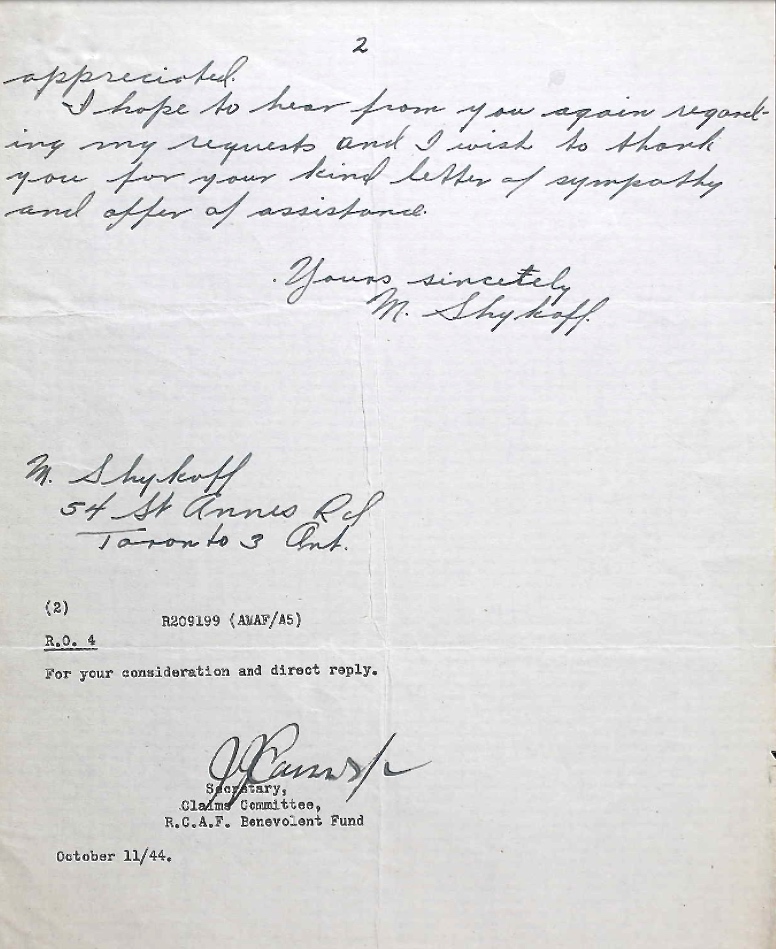 2
appreciated.
I hope to hear from you again regard-
ing my requests and I wish to thank
you for your kind letter of sympathy
and offer of assistance.
Yours sincerely
M. Shykoff.
M. Shykoff
54 St Annes Rd
Toronto 3 Ont.
(2)
R209199 (AMAF/A5)
R.O. 4
For your consideration and direct reply.
Secretary,
Claims Committee,
R.C.A.F. Benevolent Fund
October 11/44.